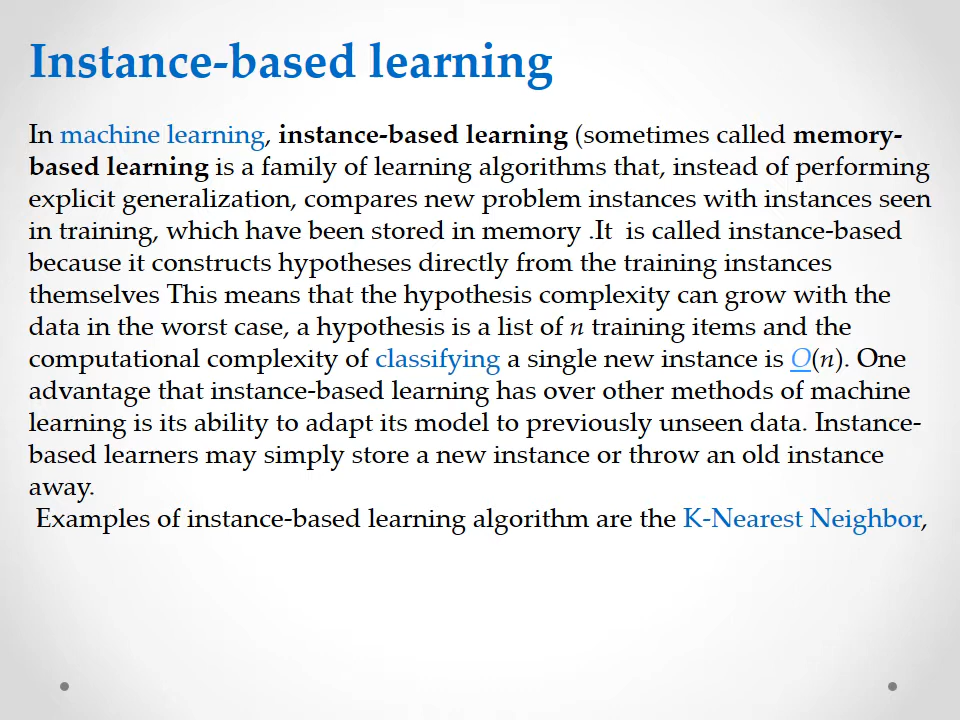 Instance-based learning
In machine learning, instance-based learning (sometimes called memory-
based learning is a family of learning algorithms that, instead of performing
explicit generalization, compares new problem instances with instances seen
in training, which have been stored in memory .It  is called instance-based
because it constructs hypotheses directly from the training instances
themselves This means that the hypothesis complexity can grow with the
data in the worst case, a hypothesis is a list of n training items and the
computational complexity of classifying a single new instance is O(n). One
advantage that instance-based learning has over other methods of machine
learning is its ability to adapt its model to previously unseen data. Instance-
based learners may simply store a new instance or throw an old instance
away.
Examples of instance-based learning algorithm are the K-Nearest Neighbor,